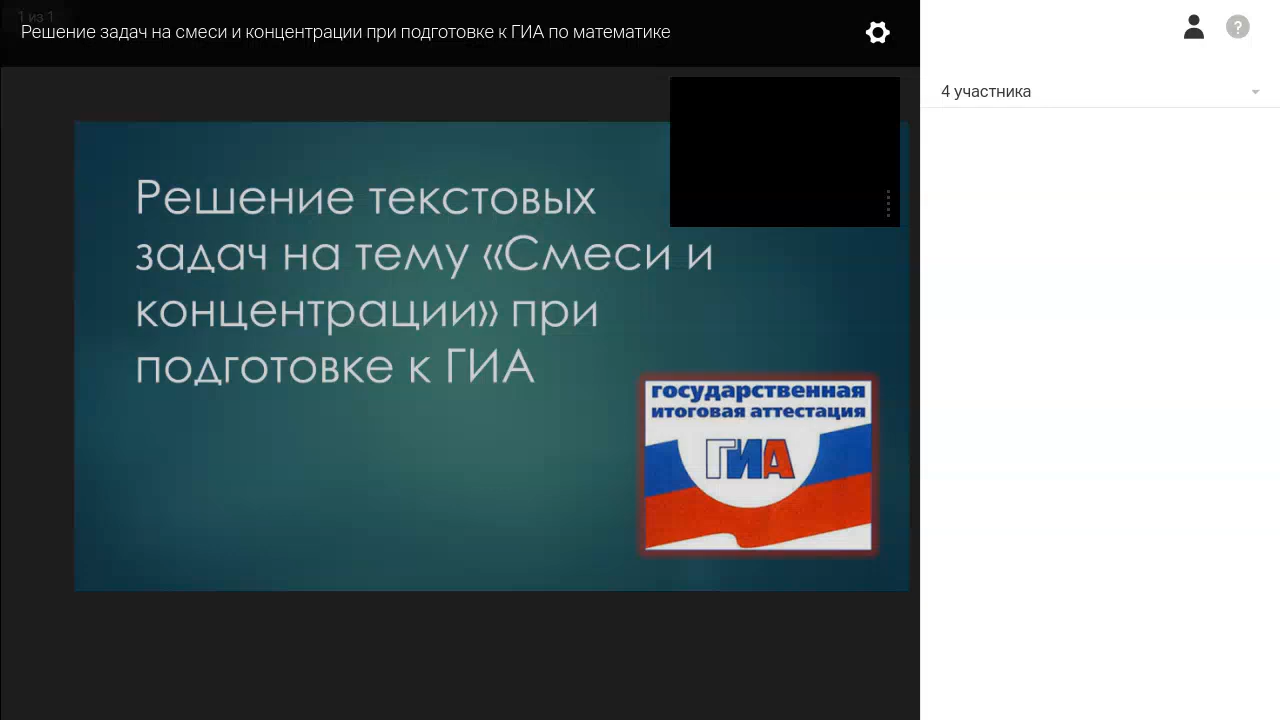 1 из 1
Решение задач на смеси и концентрации при подготовке к ГИА по математике
?
4 участника
Решение текстовых
задач на тему «Смеси и
концентрации» при
подготовке к ГИА
государственная
итоговая аттестация
ГИА